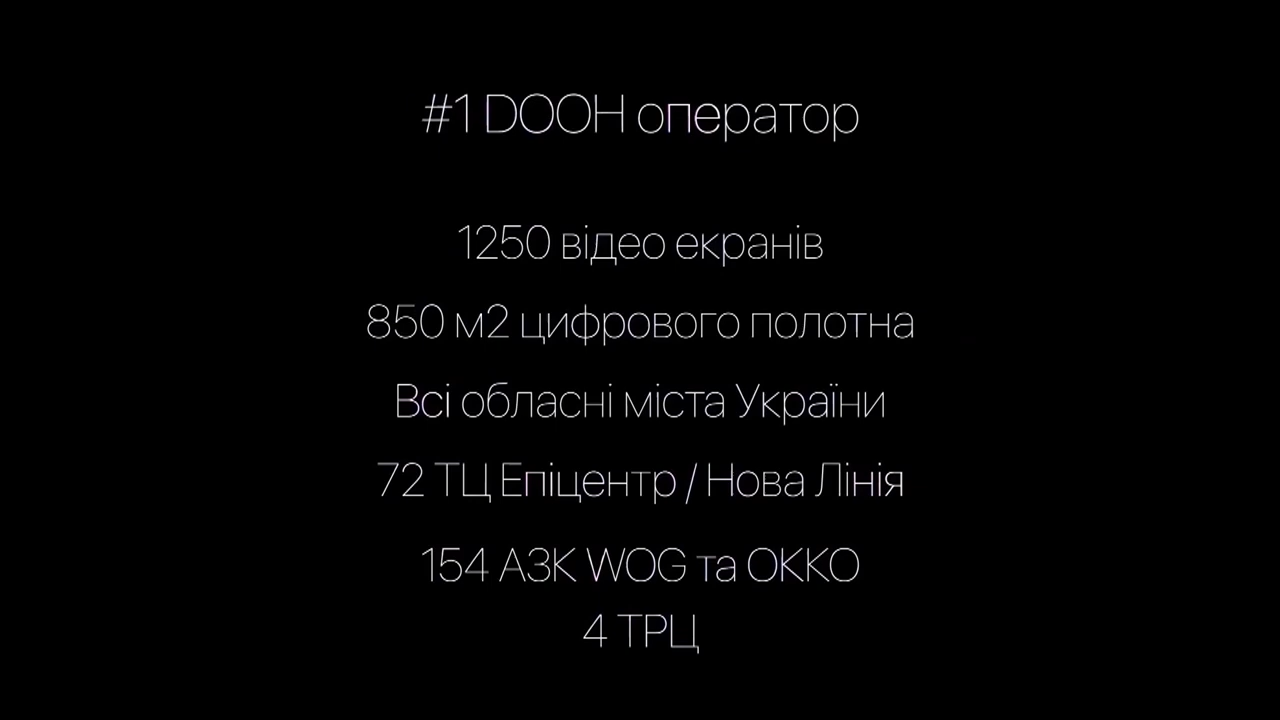 #1 DOOH оператор
1250 відео екранів
850 м2 цифрового полотна
Всі обласні міста України
72 ТЦ Епіцентр / Нова Лінія
154 АЗК WOG та ОККО
4 ТРЦ